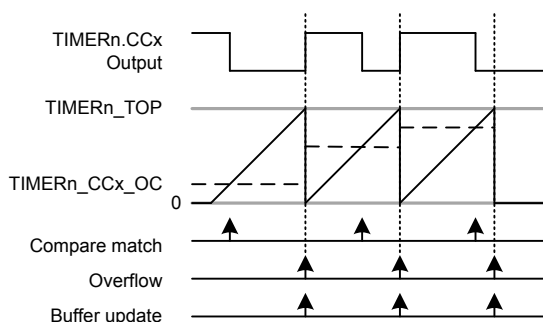 TIMERn.CCx
Output
TIMERn_TOP
TIMERn_CCx_OC
0
Compare match
Overflow
Buffer update